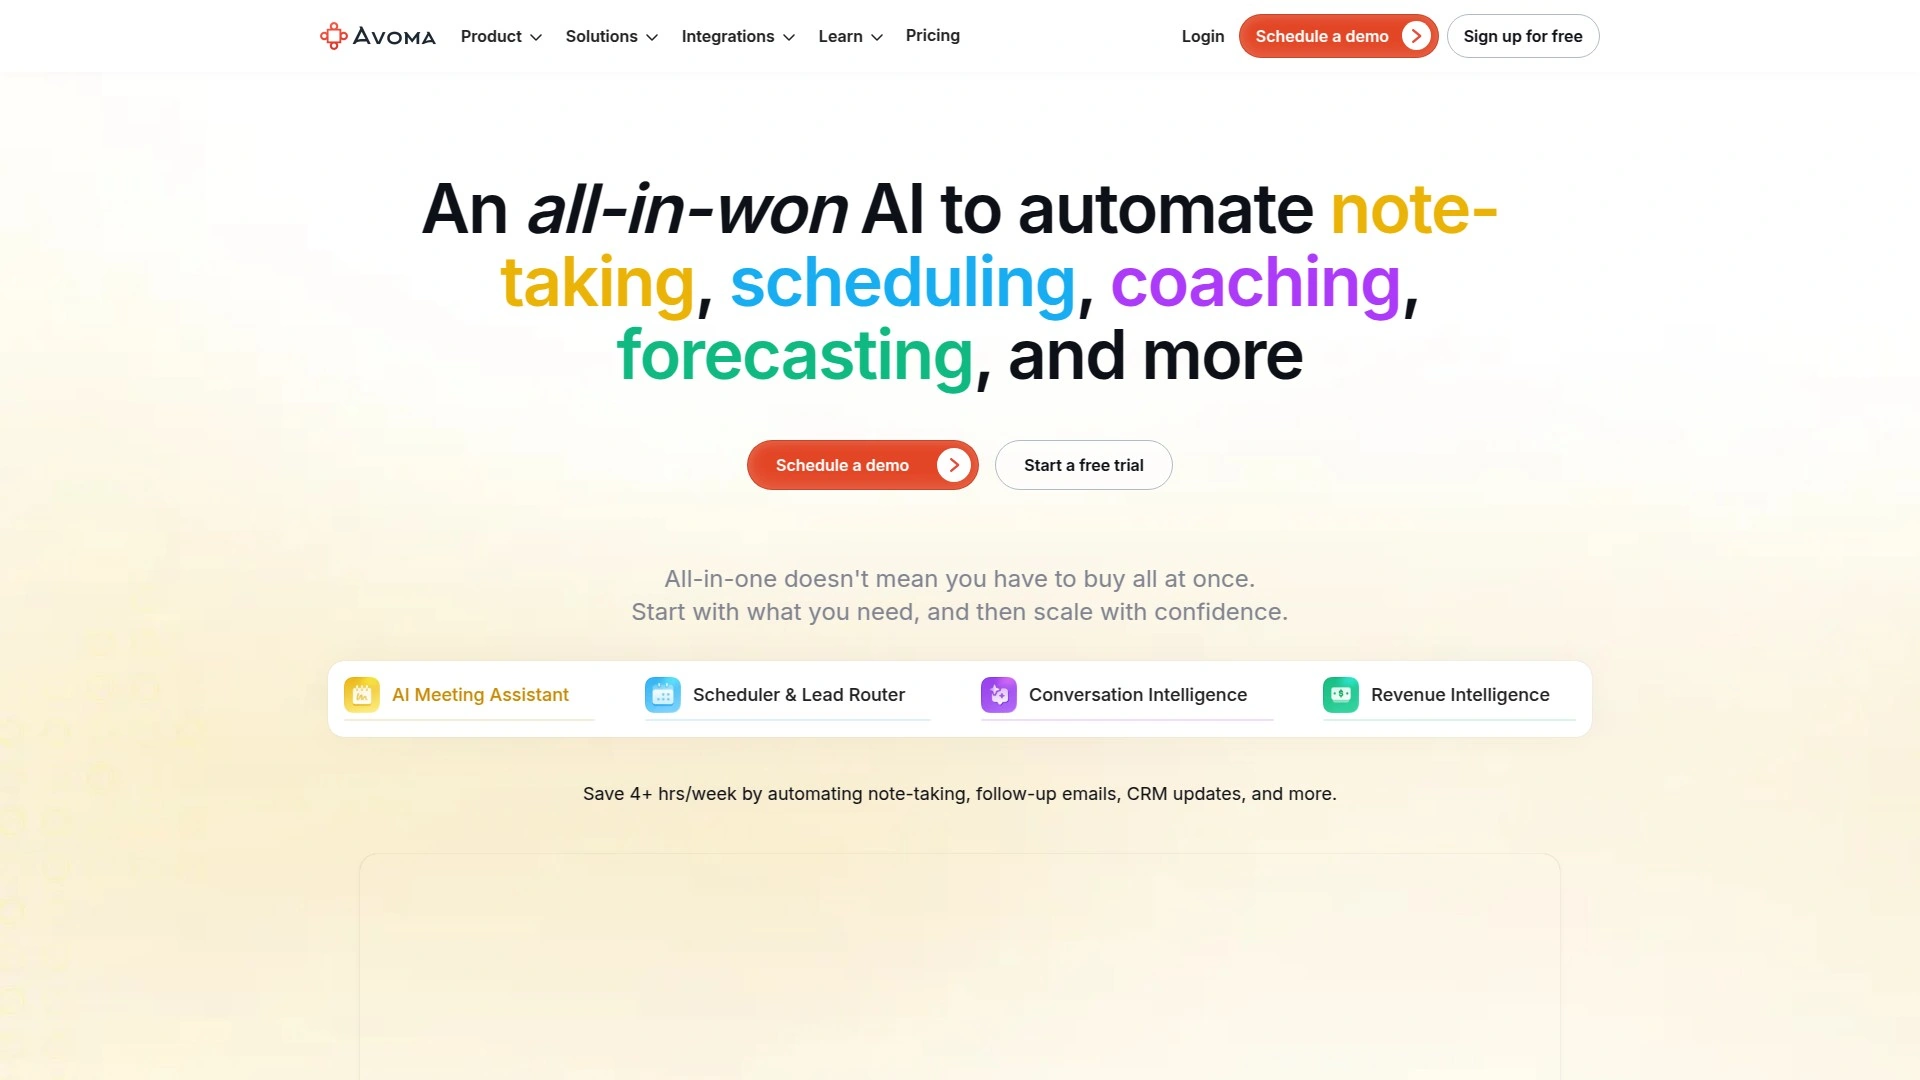 AVOMA
Product
Solutions
Integrations
Learn
Pricing
Login
Schedule a demo
Sign up for free
An all-in-won AI to automate note-
taking, scheduling, coaching,
forecasting, and more
Schedule a demo
Start a free trial
All-in-one doesn't mean you have to buy all at once.
Start with what you need, and then scale with confidence.
AI Meeting Assistant
Scheduler & Lead Router
Conversation Intelligence
Revenue Intelligence
Save 4+ hrs/week by automating note-taking, follow-up emails, CRM updates, and more.